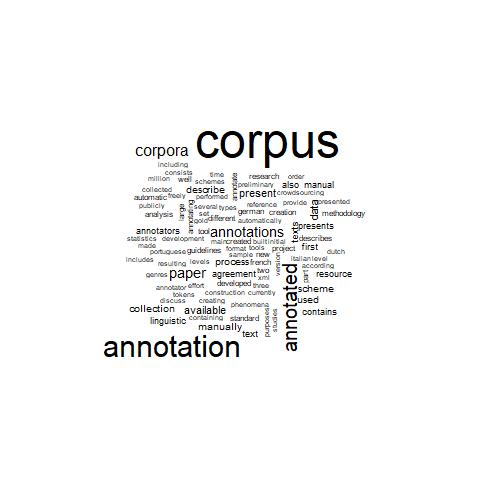 corpus
corpora
including
consists
time
research
order
million
well
schemes
annotate
preliminary
also
manual
collected
describe
present
crowdsourcing
automatic
freely
performed
reference
provide
data
presented
publicly
large
annotating
several
types
german
creation
methodology
analysis
set
different
automatically
gold
texts
presents
annotators
tool
annotations
statistics
development
main
created
built
initial
describes
made
portuguese
guidelines
format
tools
project
first
sample
new
version
italian
level
dutch
includes
resulting
levels
process
french
according
genres
paper
agreement
two
xml
part
resource
annotator
effort
developed
three
annotated
scheme
tokens
construction
currently
used
discuss
creating
phenomena
collection
available
purposes
studies
contains
containing
standard
linguistic
manually
text
annotation